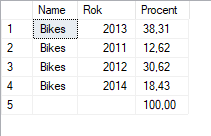 Name Rok Procent
1 Bikes 2013 38,31
2 Bikes 2011 12,62
3 Bikes 2012 30,62
4 Bikes 2014 18,43
5 100,00